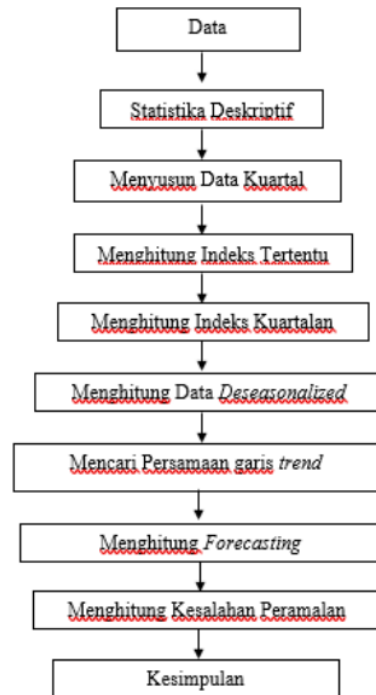 Data
Statistika Deskriptif
Menyusun Data Kuartal
Menghitung Indeks Tertentu
Menghitung Indeks Kuartalan
Menghitung Data Deseasonalized
Mencari Persamaan garis trend
Menghitung Forecasting
Menghitung Kesalahan Peramalan
Kesimpulan